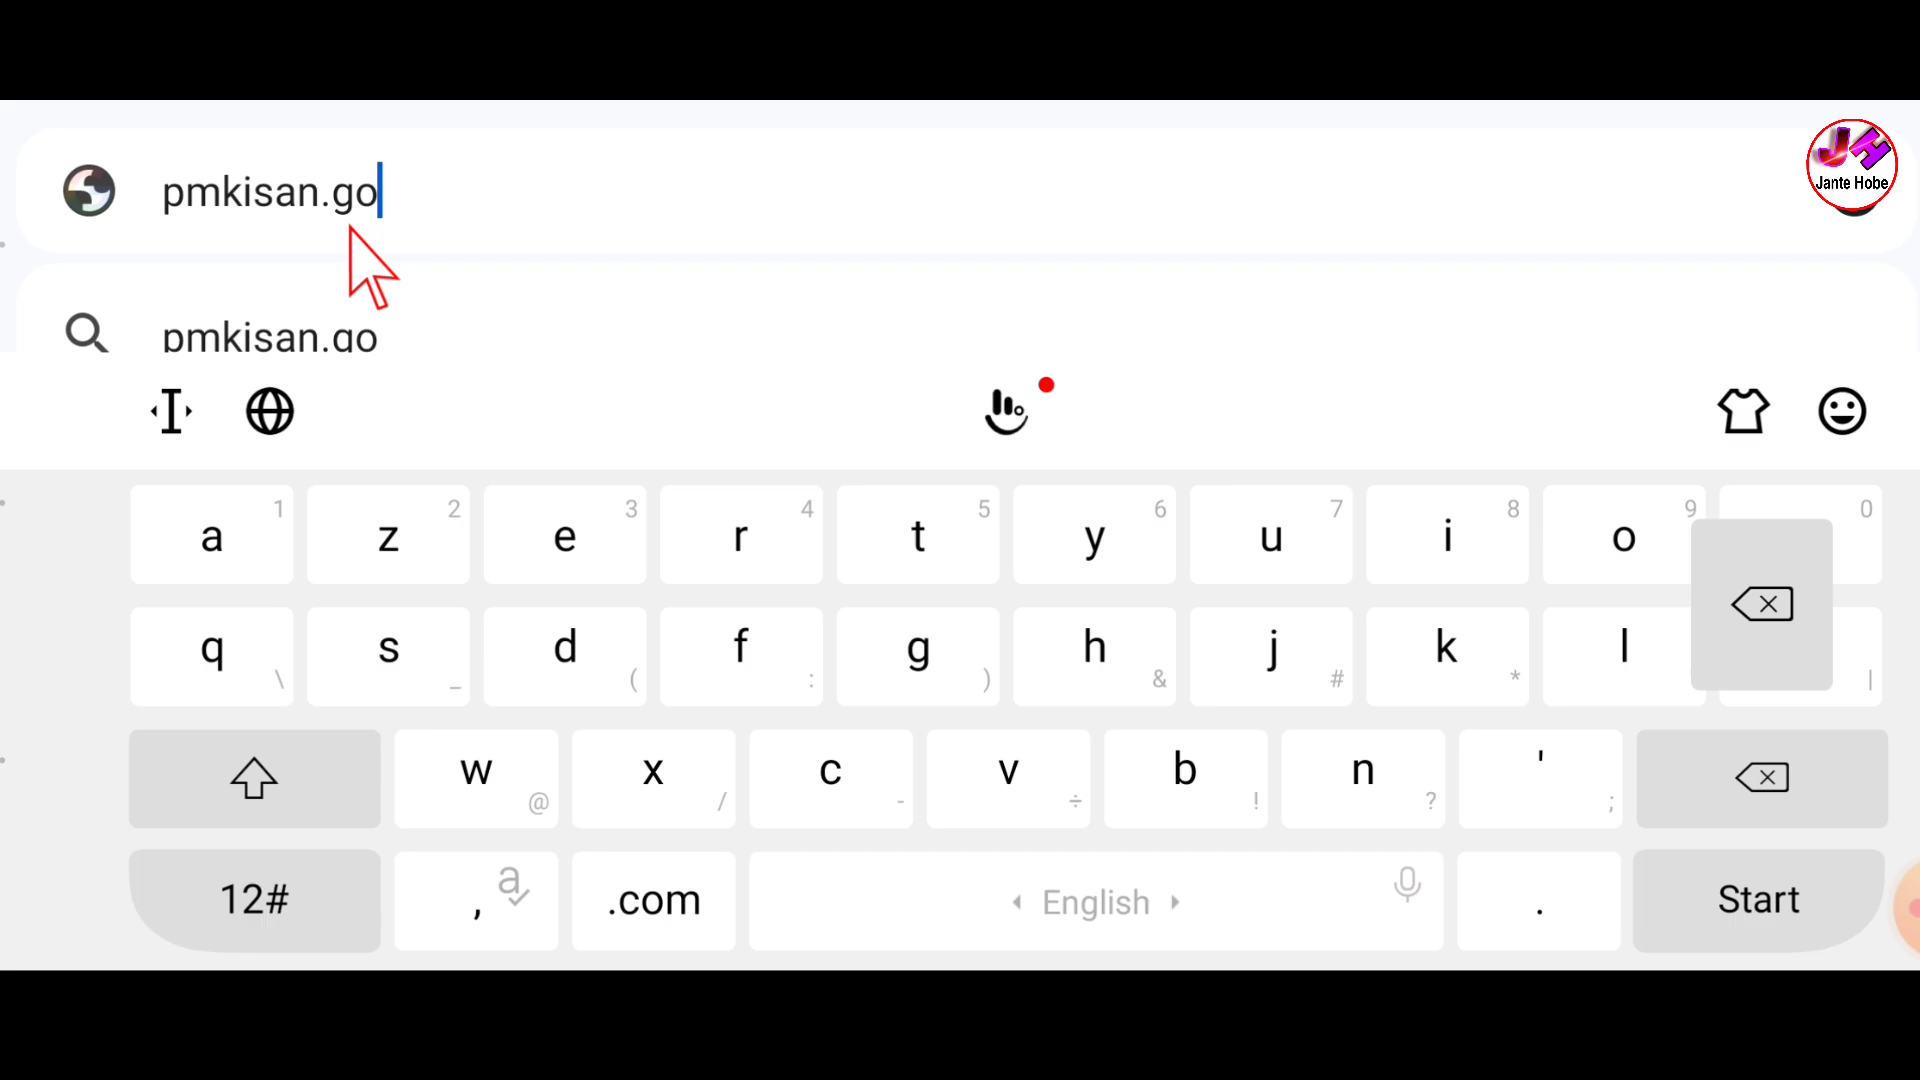 pmkisan.go
JH
Jante Hobe
pmkisan.go
a 1 z 2 e 3 r 4 t 5 y 6 u 7 i 8 o 9 0
q \ s _ d ( f : g ) h & j # k * l |
w @ x / c - v ÷ b ! n ? ' ;
12# , a .com English . Start